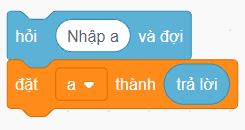 hỏi Nhập a và đợi
đặt a thành trả lời